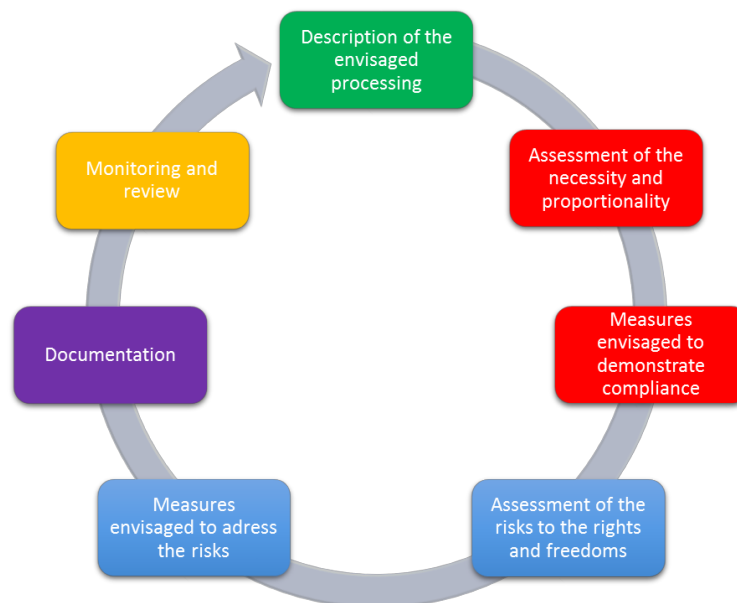 Description of the
envisaged
processing
Assessment of the
necessity and
proportionality
Measures
envisaged to
demonstrate
compliance
Assessment of the
risks to the rights
and freedoms
Measures
envisaged to adress
the risks
Documentation
Monitoring and
review